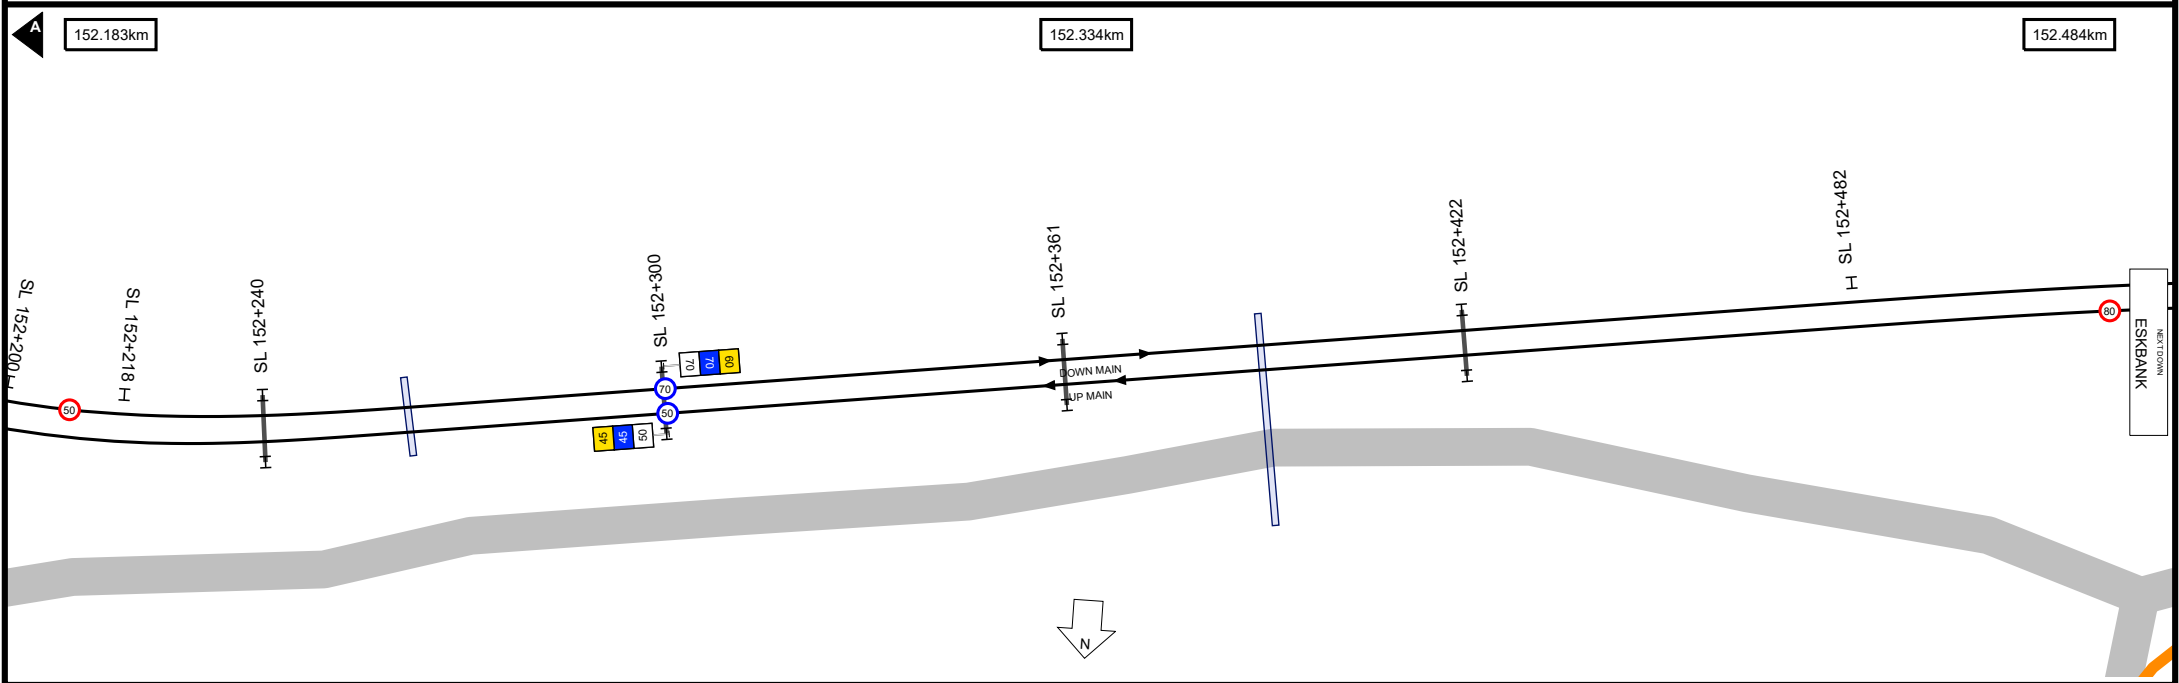 A
152.183km
152.334km
152.484km
SL 152+200
SL 152+218
SL 152+240
SL 152+300
SL 152+361
SL 152+422
SL 152+482
50
70
70
70
60
50
45
45
50
DOWN MAIN
UP MAIN
80
NEXT DOWN
ESKBANK
N